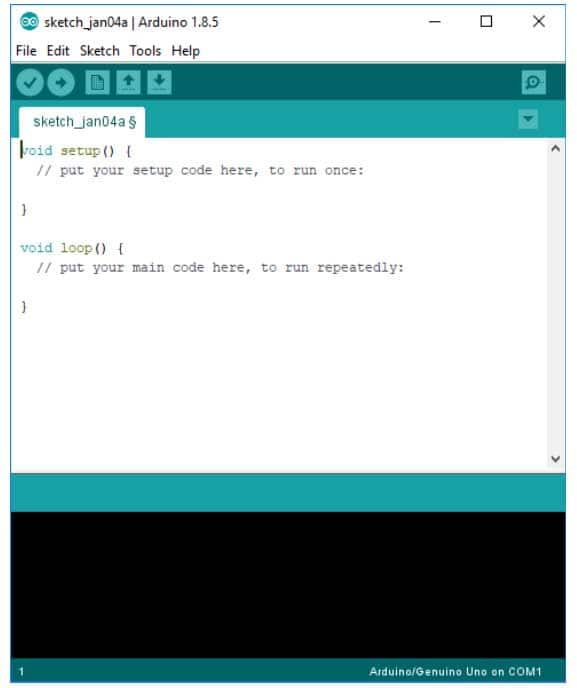 sketch_jan04a | Arduino 1.8.5
File Edit Sketch Tools Help
sketch_jan04a §
void setup() {
// put your setup code here, to run once:
}
void loop() {
// put your main code here, to run repeatedly:
}
1 Arduino/Genuino Uno on COM1